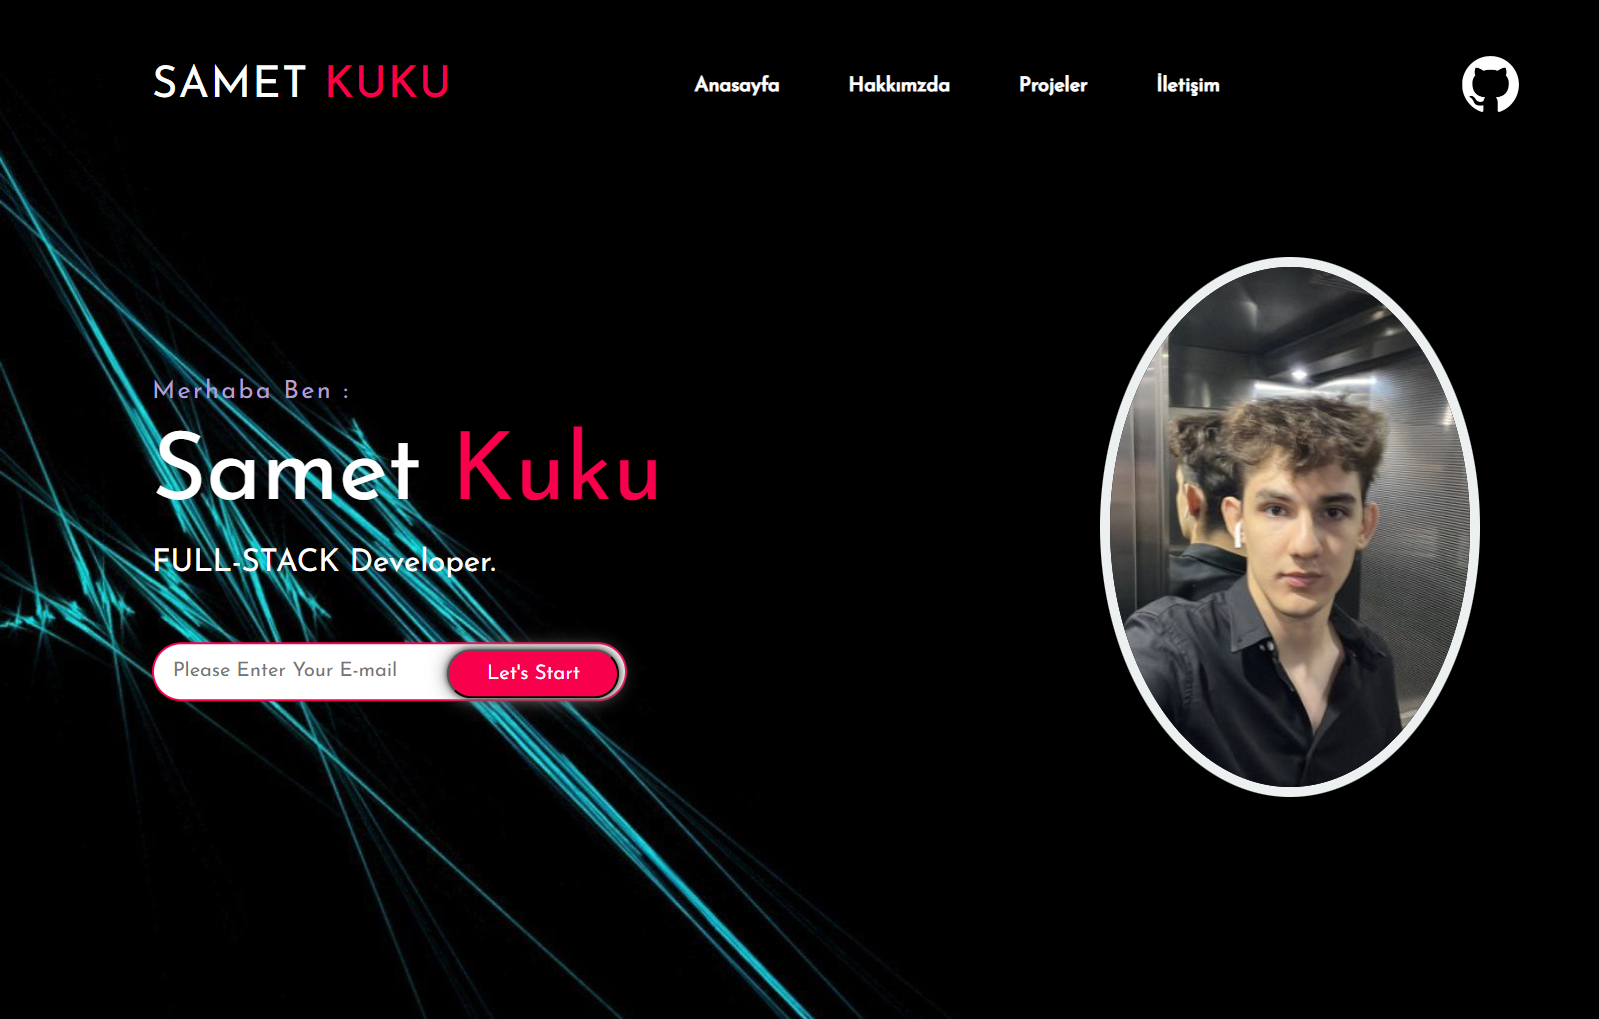 SAMET KUKU
Anasayfa Hakkımzda Projeler İletişim
Merhaba Ben :
Samet Kuku
FULL-STACK Developer.
Please Enter Your E-mail Let's Start